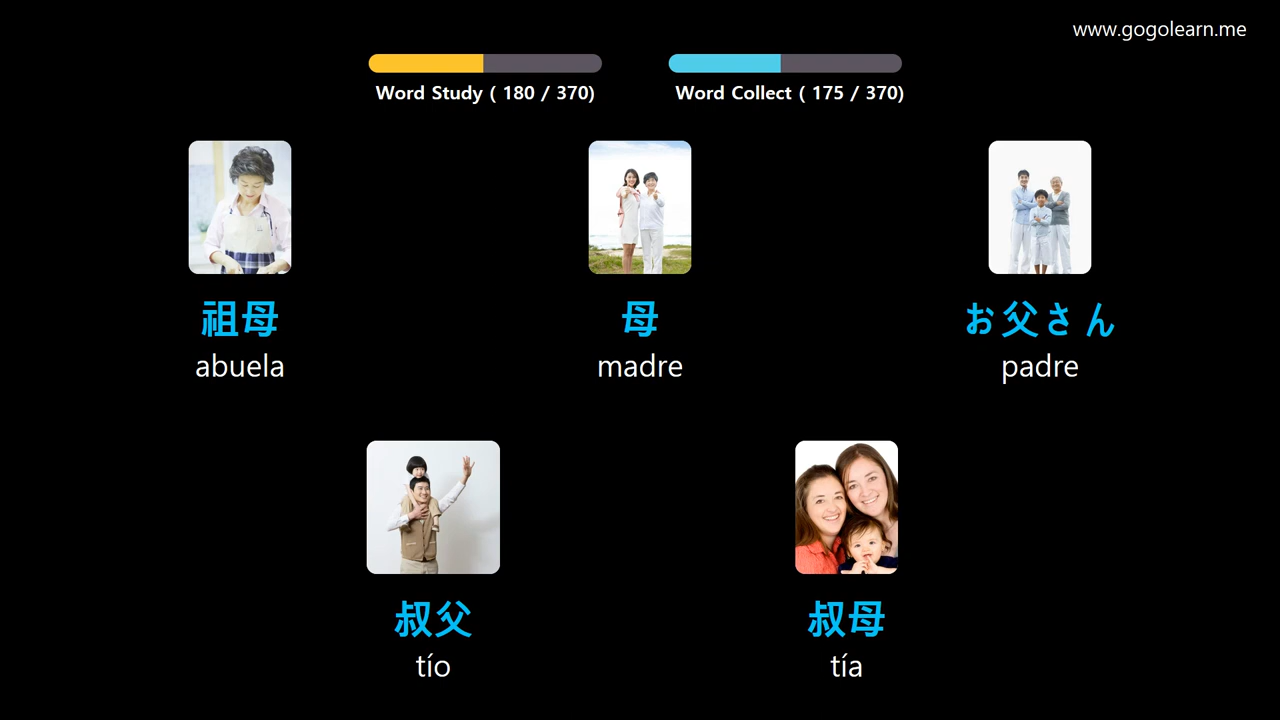 www.gogolearn.me
Word Study ( 180 / 370)
Word Collect ( 175 / 370)
祖母
abuela
母
madre
お父さん
padre
叔父
tío
叔母
tía